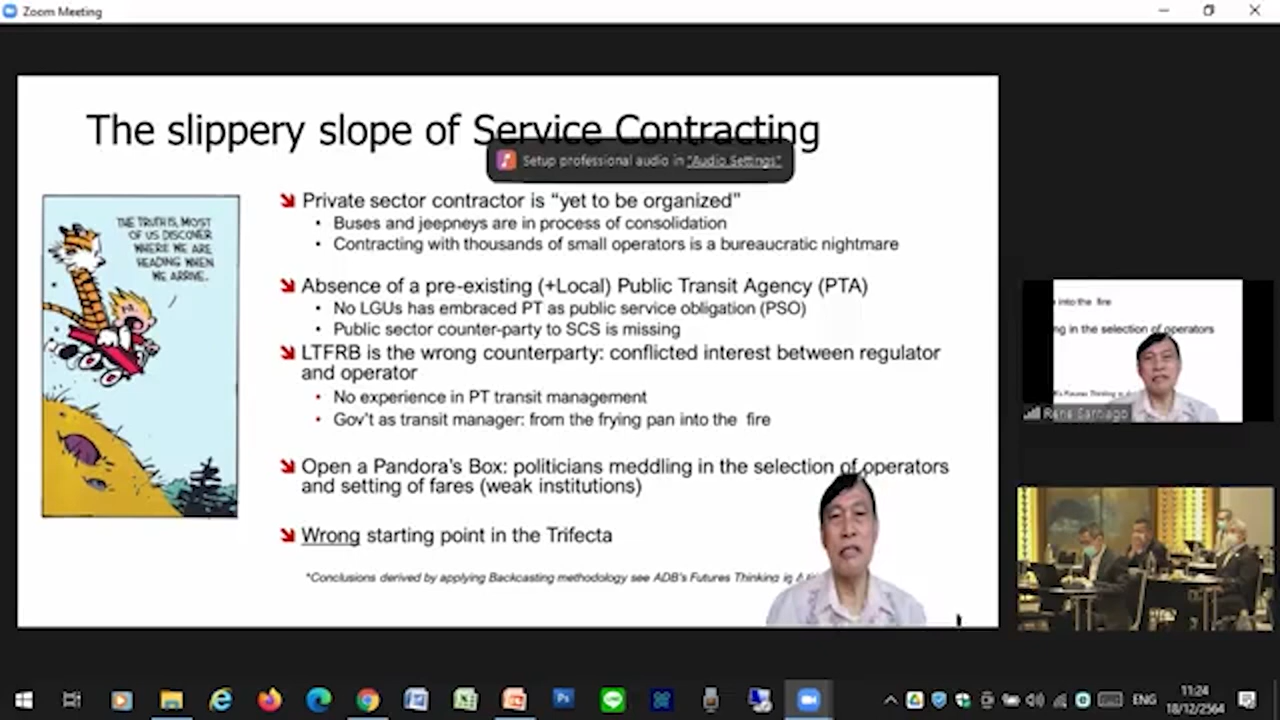 Zoom Meeting
The slippery slope of Service Contracting
Setup professional audio in "Audio Settings"
THE TRUTH IS, MOST
OF US DISCOVER
WHERE WE ARE
HEADING WHEN
WE ARRIVE.
Private sector contractor is “yet to be organized”
• Buses and jeepneys are in process of consolidation
• Contracting with thousands of small operators is a bureaucratic nightmare
Absence of a pre-existing (+Local) Public Transit Agency (PTA)
• No LGUs has embraced PT as public service obligation (PSO)
• Public sector counter-party to SCS is missing
LTFRB is the wrong counterparty: conflicted interest between regulator
and operator
• No experience in PT transit management
• Gov’t as transit manager: from the frying pan into the fire
Open a Pandora’s Box: politicians meddling in the selection of operators
and setting of fares (weak institutions)
Wrong starting point in the Trifecta
*Conclusions derived by applying Backcasting methodology see ADB's Futures Thinking in
into the fire
ng in the selection of operators
Futures Thinking
Rene Santiago
ENG
11:24
18/12/2564